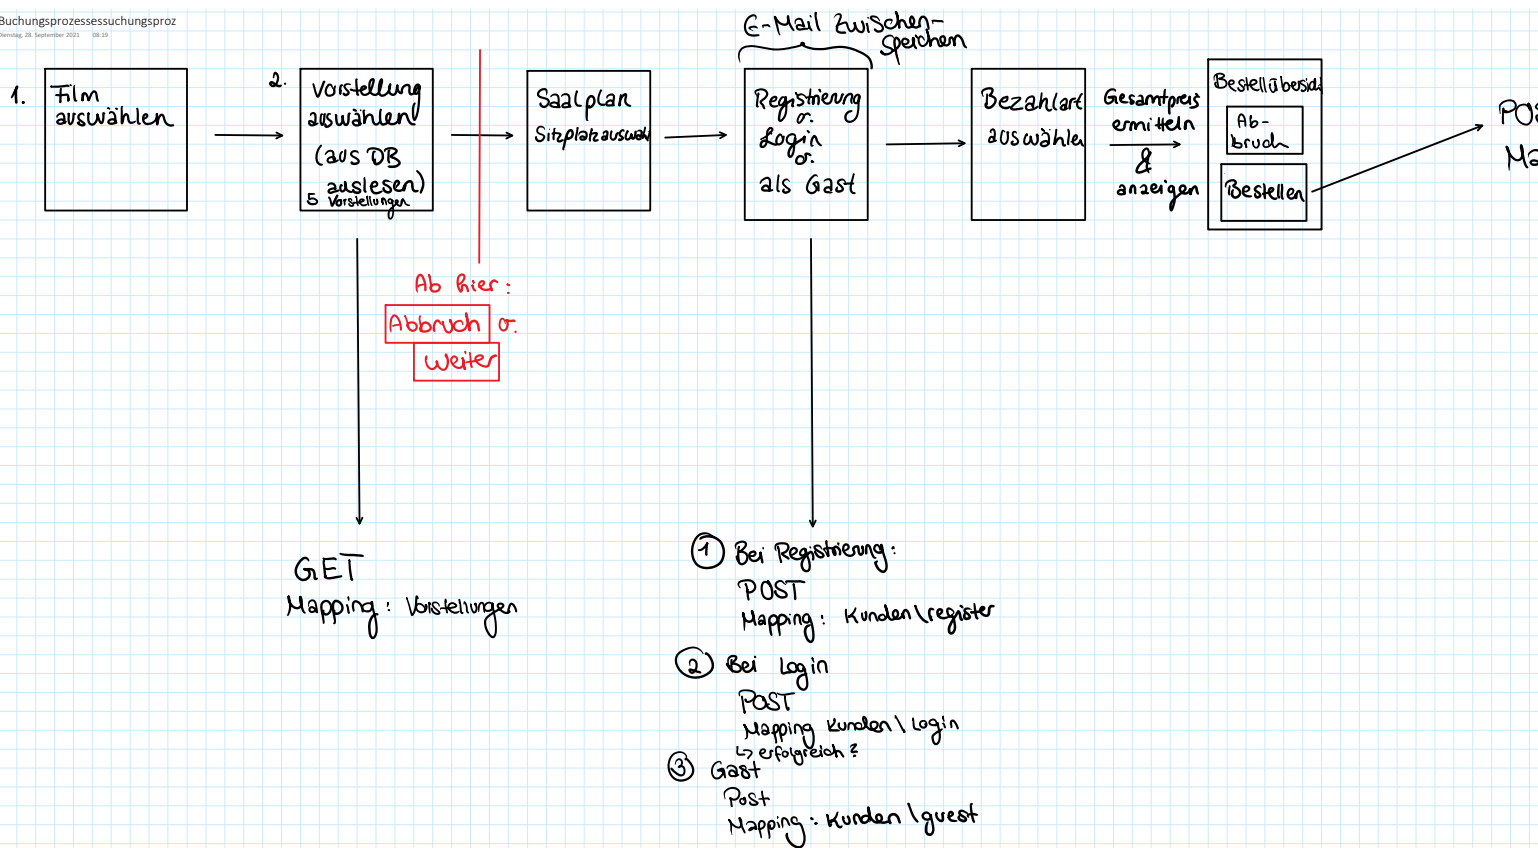 Buchungsprozessessuchungsproz
Dienstag, 28. September 2021 08:19
1.
Film
auswählen
2.
Vorstellung
auswählen
(aus DB
auslesen)
5 Vorstellungen
Ab hier:
Abbruch o.
Weiter
Saalplan
Sitzplatzauswahl
E-Mail Zwischen-
speichern
Registrierung
o.
Login
o.
als Gast
Bezahlart
auswählen
Gesamtpreis
ermitteln
&
anzeigen
Bestellübersich
Ab-
bruch
Bestellen
POS
Ma
GET
Mapping: Vorstellungen
1 Bei Registrierung:
POST
Mapping: Kunden\register
2 Bei Login
POST
Mapping Kunden\Login
↳ erfolgreich?
3 Gast
Post
Mapping: Kunden\guest